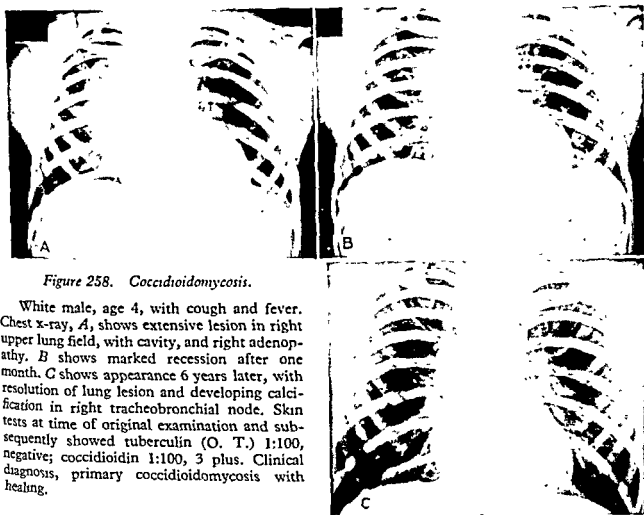 A
B
Figure 258. Coccidioidomycosis.
White male, age 4, with cough and fever.
Chest x-ray, A, shows extensive lesion in right
upper lung field, with cavity, and right adenop-
athy. B shows marked recession after one
month. C shows appearance 6 years later, with
resolution of lung lesion and developing calci-
fication in right tracheobronchial node. Skin
tests at time of original examination and sub-
sequently showed tuberculin (O. T.) 1:100,
negative; coccidioidin 1:100, 3 plus. Clinical
diagnosis, primary coccidioidomycosis with
healing.
C